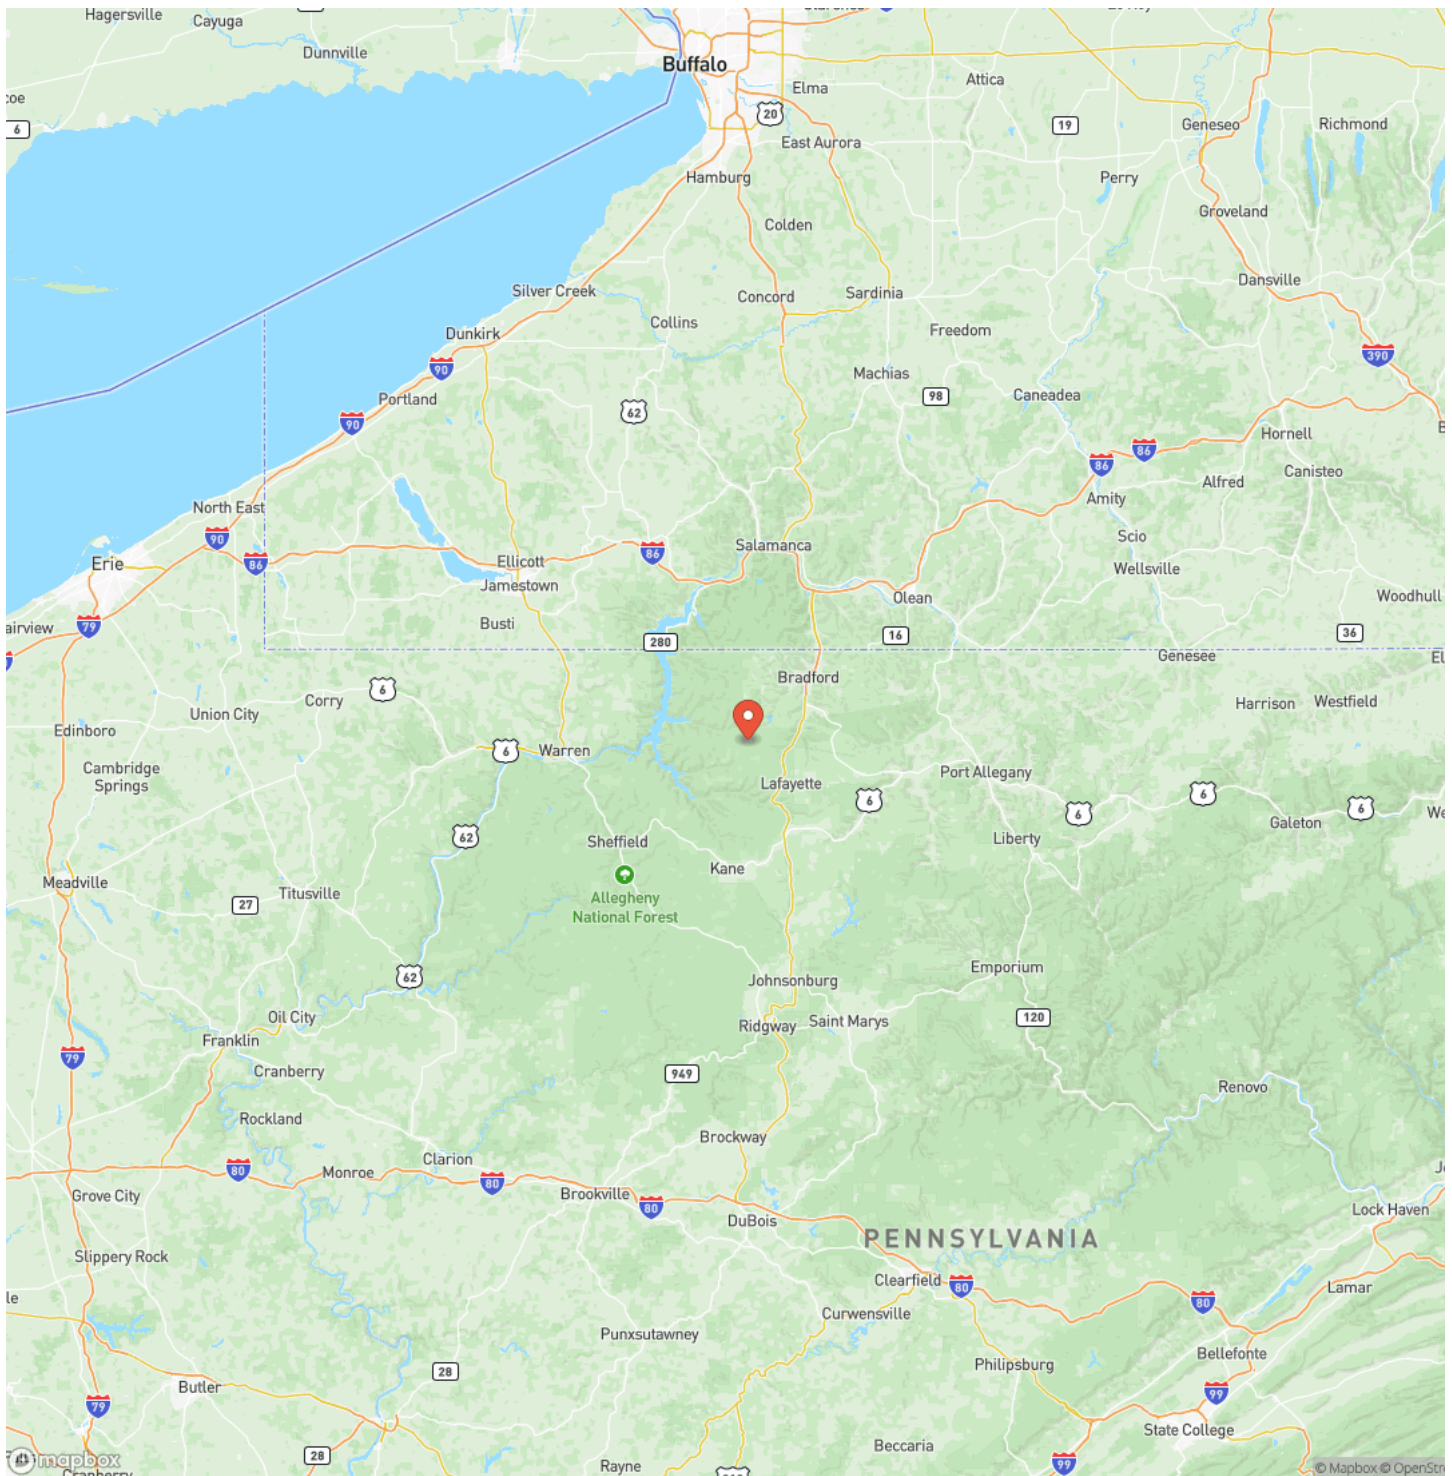 Hagersville
Cayuga
Dunnville
Buffalo
Elma
Attica
20
19
6
East Aurora
Geneseo
Richmond
Hamburg
Perry
Colden
Groveland
Silver Creek
Concord
Sardinia
Dansville
Collins
Freedom
Dunkirk
90
Machias
390
Portland
62
98
Caneadea
90
Hornell
86
86
Canisteo
Alfred
North East
Amity
90
Scio
Salamanca
Erie
86
Ellicott
86
Wellsville
Jamestown
Olean
Woodhull
79
Busti
280
16
36
Genesee
Bradford
6
Corry
Union City
Harrison
Westfield
Edinboro
6
Warren
Cambridge
Springs
Lafayette
Port Allegany
6
6
6
6
62
Sheffield
Liberty
Galeton
Kane
Meadville
Titusville
27
Allegheny
National Forest
62
Emporium
Johnsonburg
Oil City
Ridgway
Saint Marys
120
Franklin
79
Cranberry
949
Renovo
Rockland
Brockway
Clarion
80
Monroe
80
Grove City
Brookville
80
DuBois
Lock Haven
PENNSYLVANIA
Slippery Rock
Clearfield
80
80
Lamar
Curwensville
Punxsutawney
Bellefonte
28
Philipsburg
Butler
99
79
State College
Beccaria
28
mapbox
Rayne
99
© Mapbox © OpenStre
Cranberry